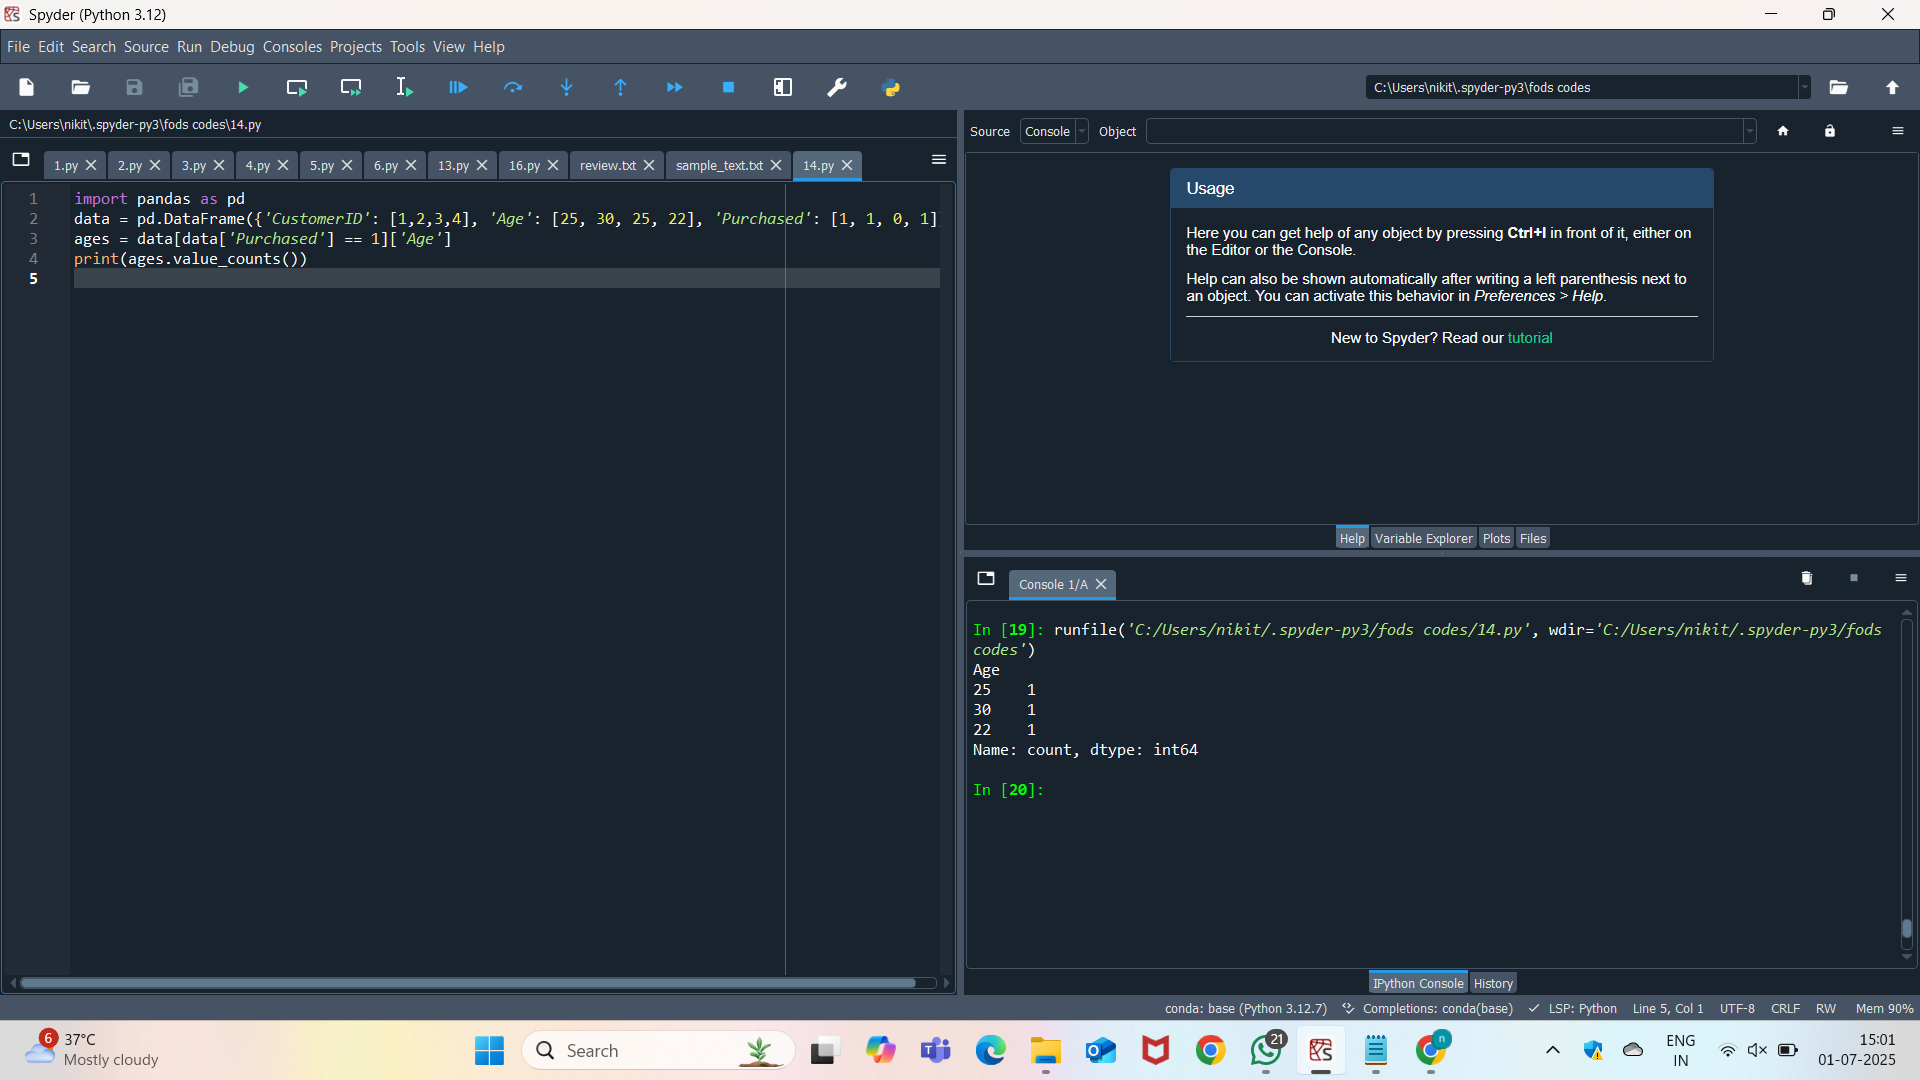 Spyder (Python 3.12)
File Edit Search Source Run Debug Consoles Projects Tools View Help
C:\Users\nikit\.spyder-py3\fods codes
C:\Users\nikit\.spyder-py3\fods codes\14.py
1.py 2.py 3.py 4.py 5.py 6.py 13.py 16.py review.txt sample_text.txt 14.py
1 import pandas as pd
2 data = pd.DataFrame({'CustomerID': [1,2,3,4], 'Age': [25, 30, 25, 22], 'Purchased': [1, 1, 0, 1]
3 ages = data[data['Purchased'] == 1]['Age']
4 print(ages.value_counts())
5
Source Console Object
Usage
Here you can get help of any object by pressing Ctrl+I in front of it, either on
the Editor or the Console.
Help can also be shown automatically after writing a left parenthesis next to
an object. You can activate this behavior in Preferences > Help.
New to Spyder? Read our tutorial
Help Variable Explorer Plots Files
Console 1/A
In [19]: runfile('C:/Users/nikit/.spyder-py3/fods codes/14.py', wdir='C:/Users/nikit/.spyder-py3/fods
codes')
Age
25 1
30 1
22 1
Name: count, dtype: int64
In [20]:
IPython Console History
conda: base (Python 3.12.7) Completions: conda(base) LSP: Python Line 5, Col 1 UTF-8 CRLF RW Mem 90%
6
37°C
Mostly cloudy
Search
21
n
ENG
IN
15:01
01-07-2025